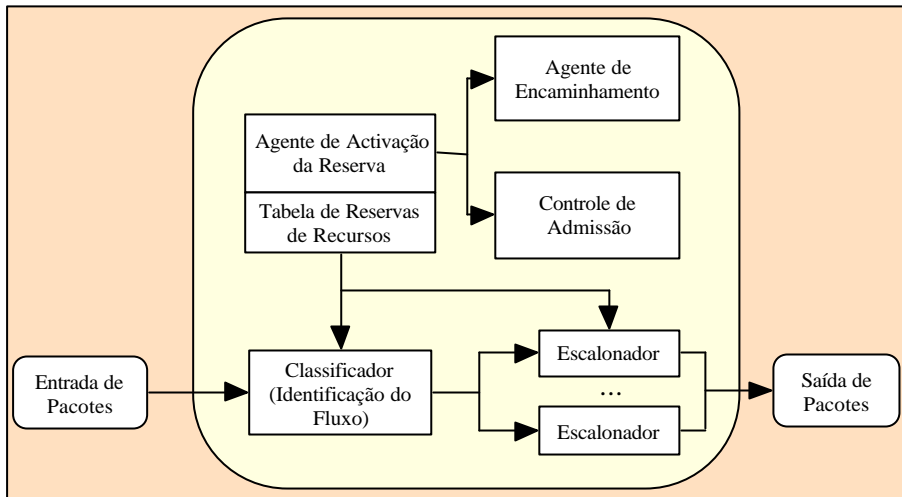 Agente de
Encaminhamento
Agente de Activação
da Reserva
Tabela de Reservas
de Recursos
Controle de
Admissão
Entrada de
Pacotes
Classificador
(Identificação do
Fluxo)
Escalonador
...
Escalonador
Saída de
Pacotes